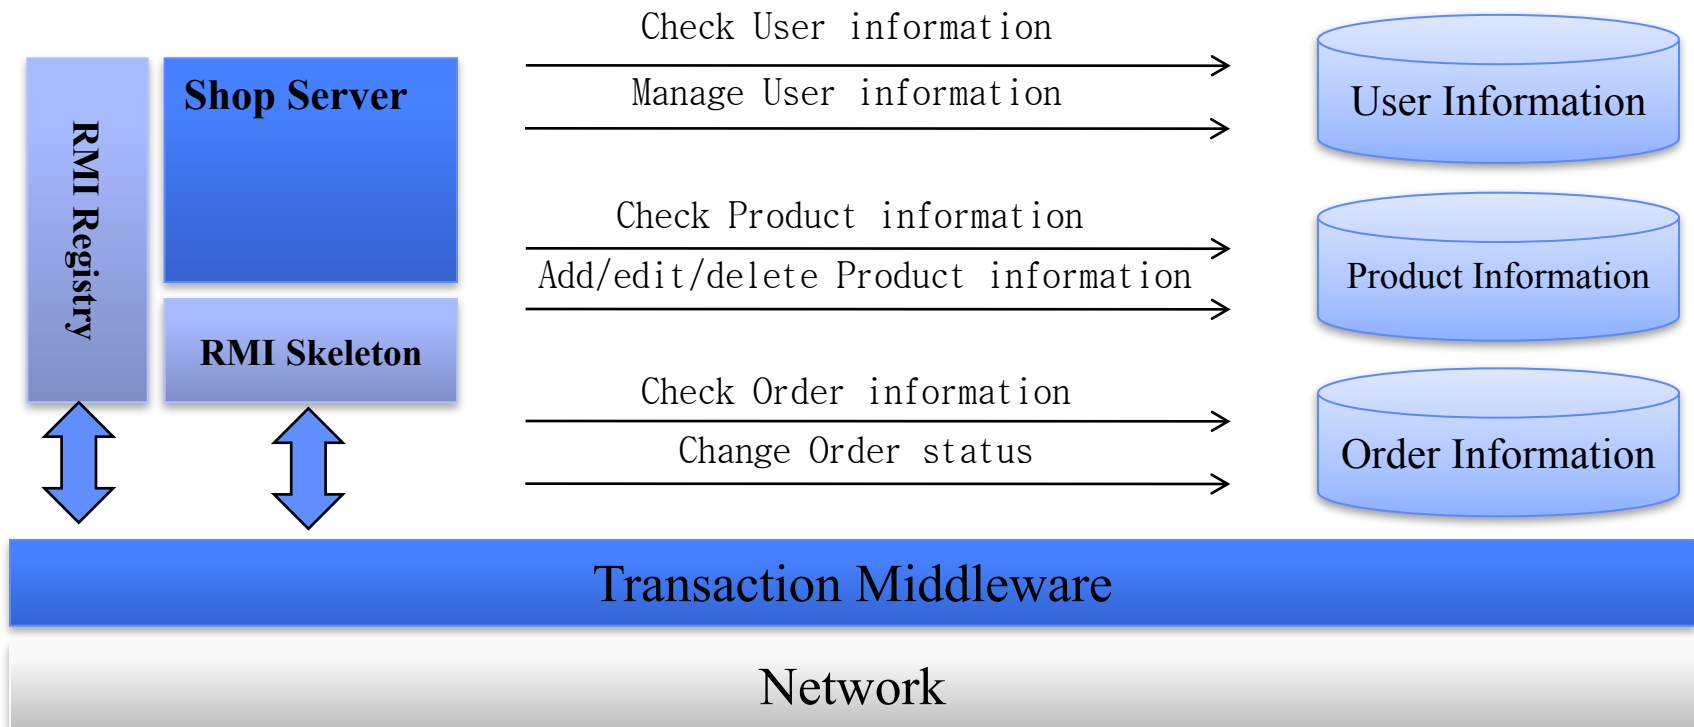 Check User information
Shop Server
Manage User information
User Information
RMI Registry
Check Product information
Add/edit/delete Product information
Product Information
RMI Skeleton
Check Order information
Change Order status
Order Information
Transaction Middleware
Network